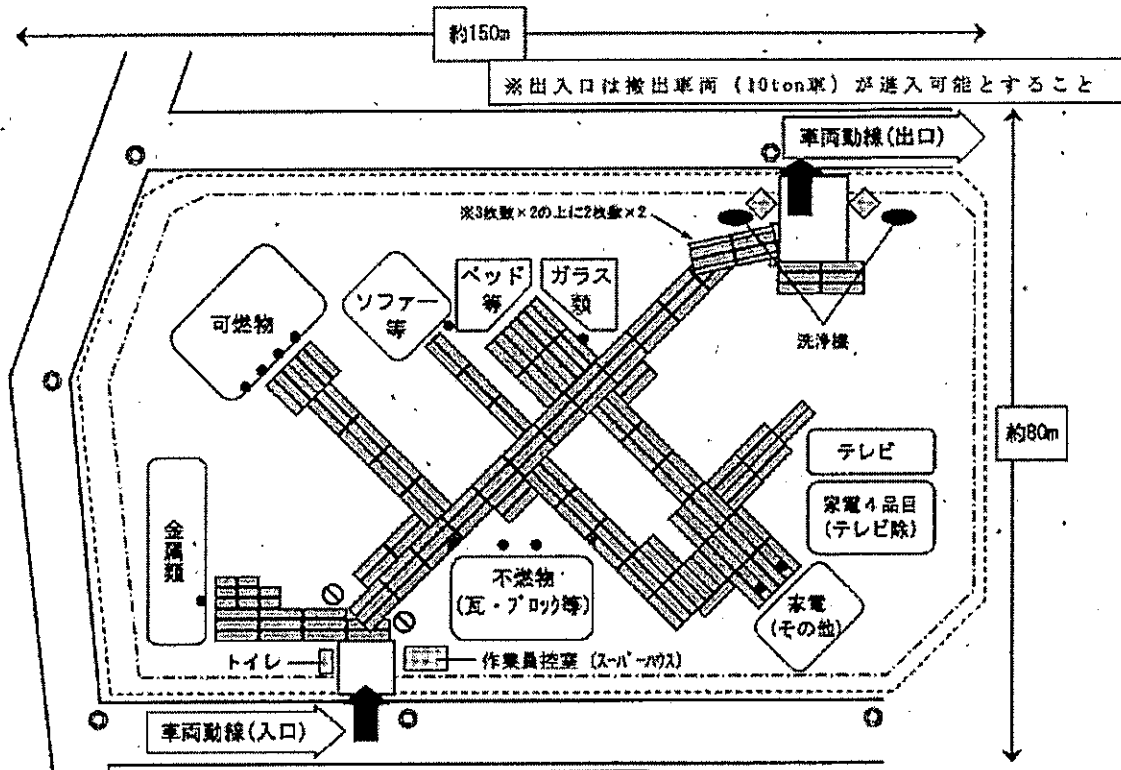 約150m
※出入口は搬出車両（10ton車）が進入可能とすること
車両動線(出口)
※3枚敷×2の上に2枚敷×2
ベッド
等
ガラス
類
ソファー
等
可燃物
洗浄機
約80m
テレビ
家電４品目
(テレビ除)
金属類
不燃物
(瓦・ブロック等)
家電
(その他)
トイレ
作業員控室（スーパーハウス）
車両動線(入口)